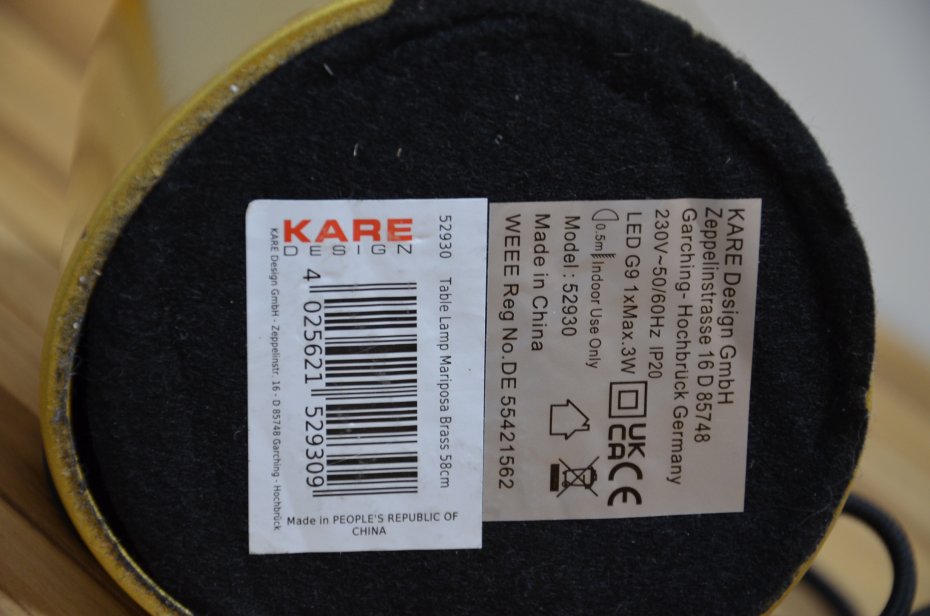 KARE
DESIGN
KARE Design GmbH - Zeppelinstr. 16 - D 85748 Garching - Hochbrück
4 025621 529309
52930 Table Lamp Mariposa Brass 58cm
Made in PEOPLE'S REPUBLIC OF
CHINA
KARE Design GmbH
Zeppelinstrasse 16 D 85748
Garching- Hochbrück Germany
230V~50/60Hz IP20
LED G9 1xMax.3W
0.5m Indoor Use Only
Model : 52930
Made in China
WEEE Reg No.DE 55421562
UK
CA
CE